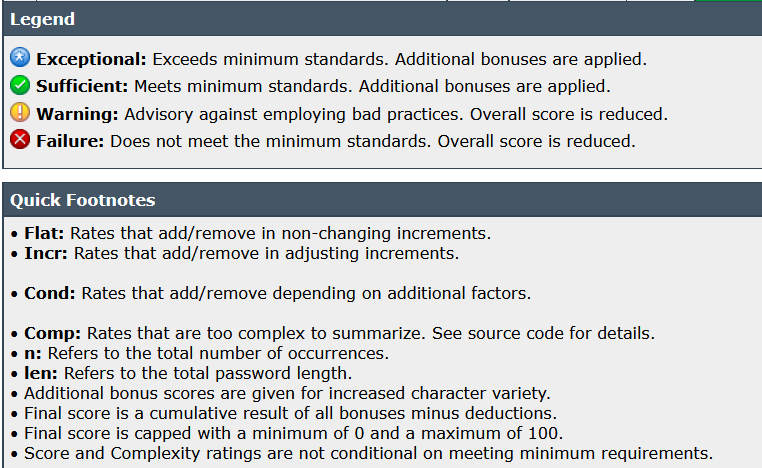 Legend
Exceptional: Exceeds minimum standards. Additional bonuses are applied.
Sufficient: Meets minimum standards. Additional bonuses are applied.
Warning: Advisory against employing bad practices. Overall score is reduced.
Failure: Does not meet the minimum standards. Overall score is reduced.
Quick Footnotes
• Flat: Rates that add/remove in non-changing increments.
• Incr: Rates that add/remove in adjusting increments.
• Cond: Rates that add/remove depending on additional factors.
• Comp: Rates that are too complex to summarize. See source code for details.
• n: Refers to the total number of occurrences.
• len: Refers to the total password length.
• Additional bonus scores are given for increased character variety.
• Final score is a cumulative result of all bonuses minus deductions.
• Final score is capped with a minimum of 0 and a maximum of 100.
• Score and Complexity ratings are not conditional on meeting minimum requirements.